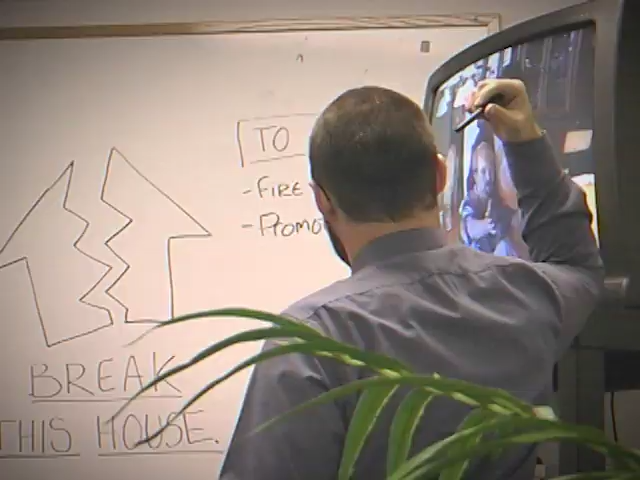 TO
- FIRE
- PROMO
BREAK
THIS HOUSE.